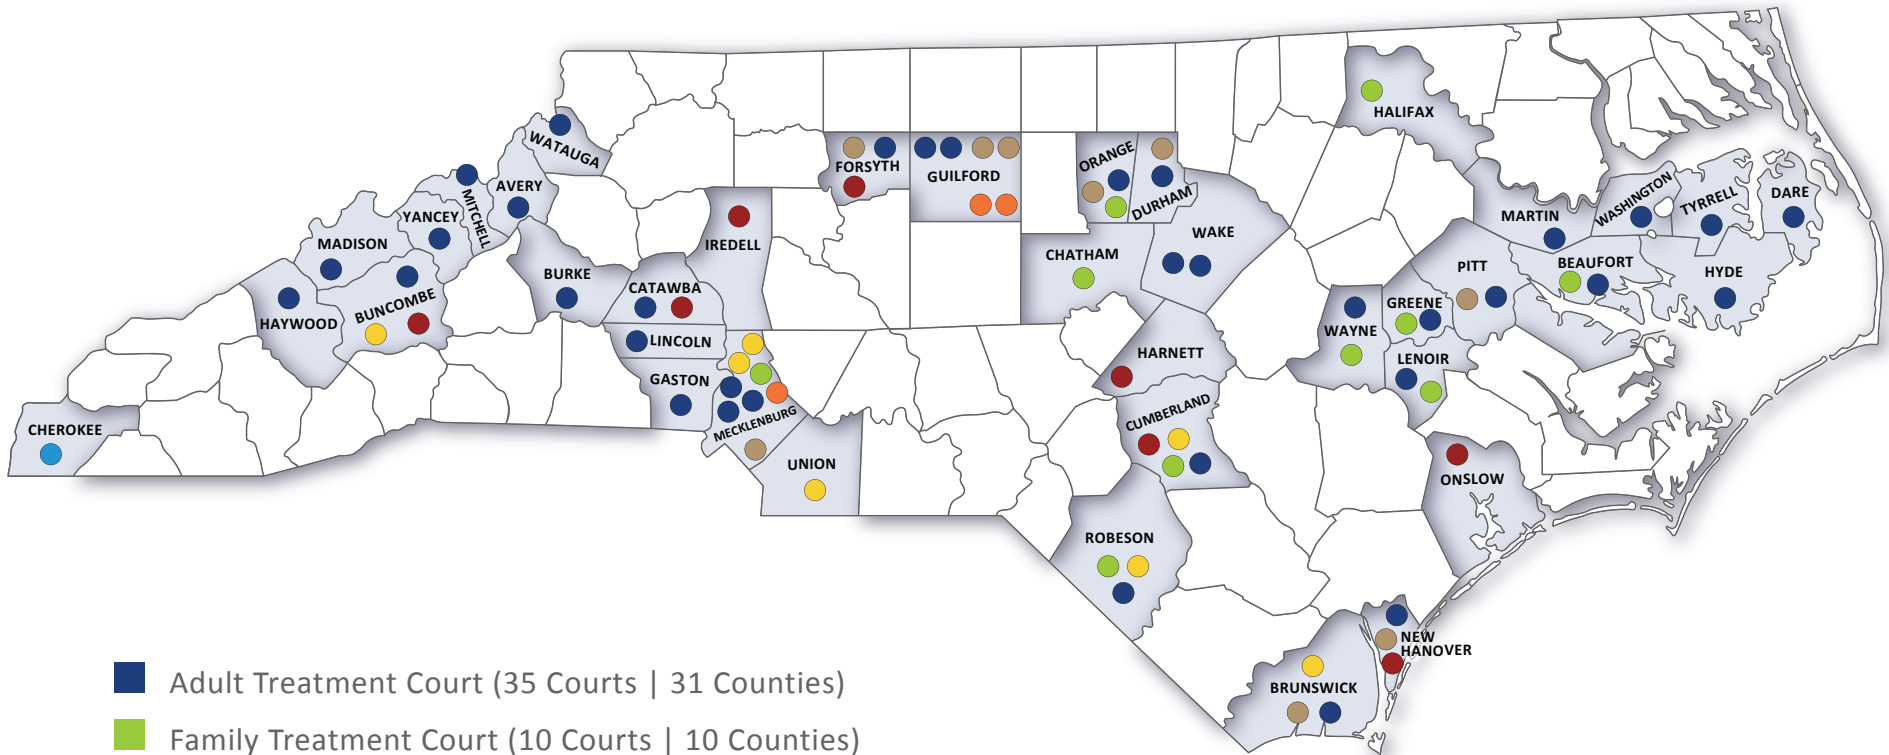 HALIFAX
WATAUGA
FORSYTH
GUILFORD
ORANGE
DURHAM
AVERY
MITCHELL
YANCEY
MADISON
IREDELL
WAKE
MARTIN
WASHINGTON
TYRRELL
DARE
CHATHAM
PITT
BEAUFORT
HYDE
BURKE
CATAWBA
BUNCOMBE
HAYWOOD
GREENE
WAYNE
LINCOLN
HARNETT
LENOIR
GASTON
MECKLENBURG
CUMBERLAND
CHEROKEE
UNION
ONSLOW
ROBESON
NEW
HANOVER
BRUNSWICK
Adult Treatment Court (35 Courts | 31 Counties)
Family Treatment Court (10 Courts | 10 Counties)